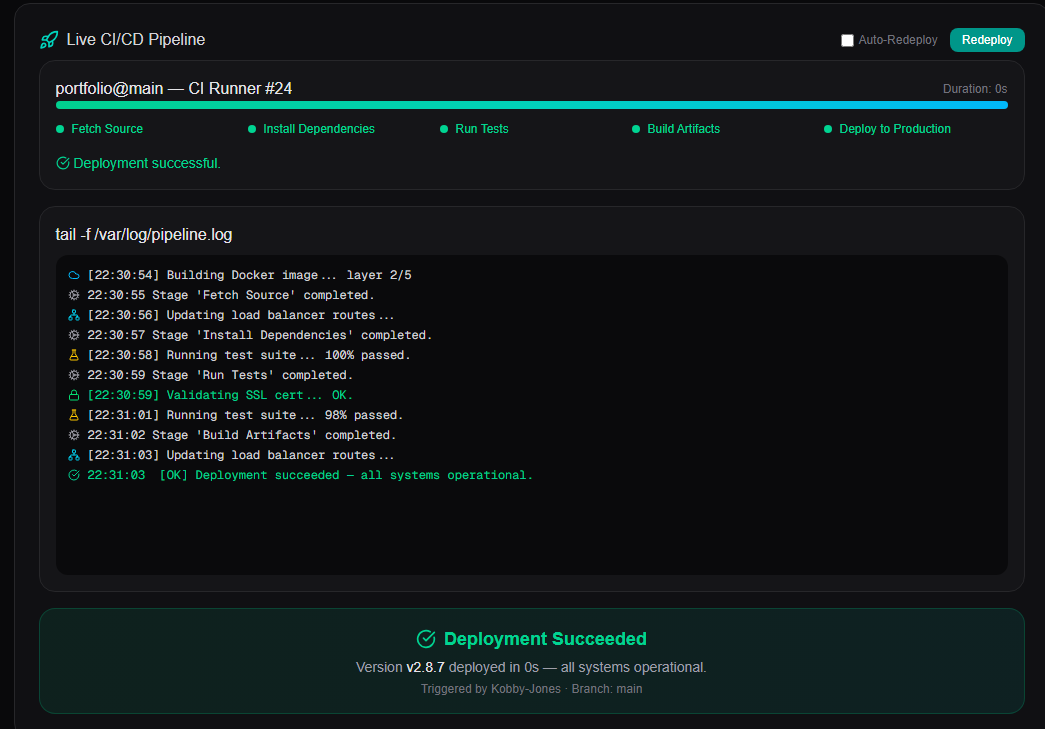 Live CI/CD Pipeline
Auto-Redeploy
Redeploy
portfolio@main — CI Runner #24
Duration: 0s
Fetch Source
Install Dependencies
Run Tests
Build Artifacts
Deploy to Production
Deployment successful.
tail -f /var/log/pipeline.log
[22:30:54] Building Docker image... layer 2/5
22:30:55 Stage 'Fetch Source' completed.
[22:30:56] Updating load balancer routes...
22:30:57 Stage 'Install Dependencies' completed.
[22:30:58] Running test suite... 100% passed.
22:30:59 Stage 'Run Tests' completed.
[22:30:59] Validating SSL cert... OK.
[22:31:01] Running test suite... 98% passed.
22:31:02 Stage 'Build Artifacts' completed.
[22:31:03] Updating load balancer routes...
22:31:03 [OK] Deployment succeeded — all systems operational.
Deployment Succeeded
Version v2.8.7 deployed in 0s — all systems operational.
Triggered by Kobby-Jones · Branch: main